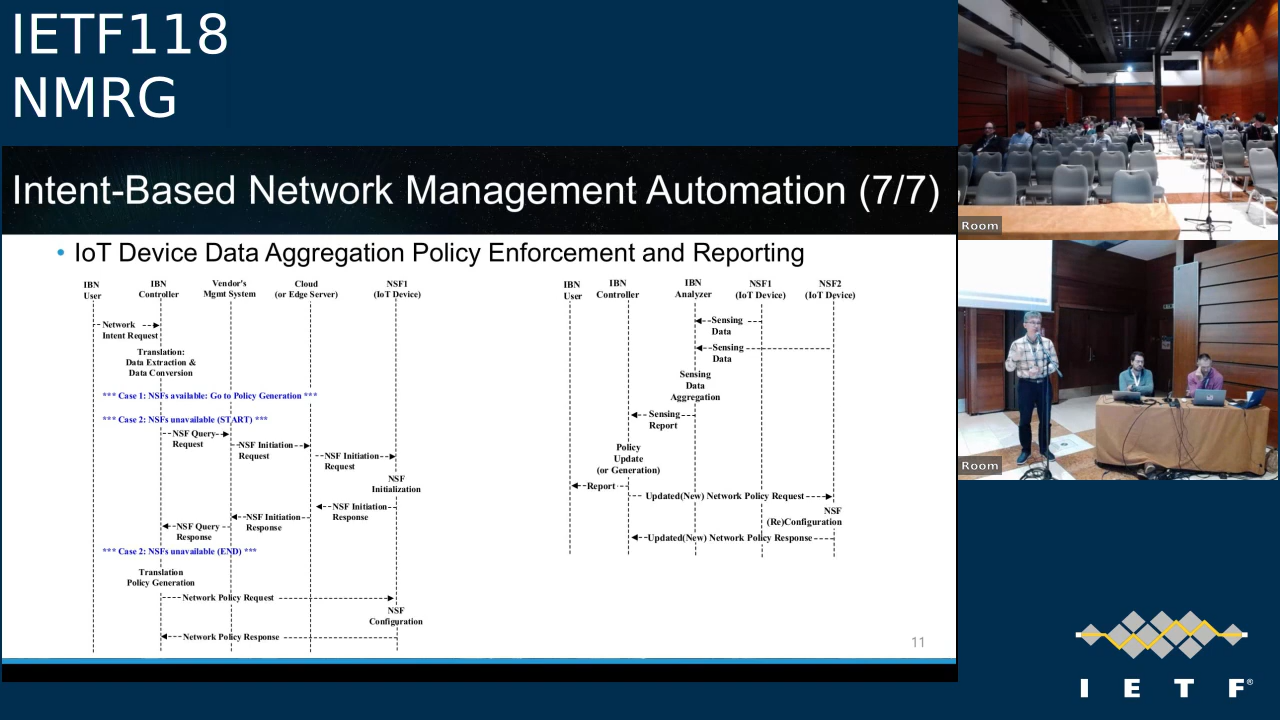 IETF118
NMRG
Intent-Based Network Management Automation (7/7)
• IoT Device Data Aggregation Policy Enforcement and Reporting
IBN
User
IBN
Controller
Vendor's
Mgmt System
Cloud
(or Edge Server)
NSF1
(IoT Device)
Network
Intent Request
Translation:
Data Extraction &
Data Conversion
*** Case 1: NSFs available: Go to Policy Generation ***
*** Case 2: NSFs unavailable (START) ***
NSF Query
Request
NSF Initiation
Request
NSF Initiation
Request
NSF
Initialization
NSF Initiation
Response
NSF Initiation
Response
NSF Query
Response
*** Case 2: NSFs unavailable (END) ***
Translation
Policy Generation
Network Policy Request
NSF
Configuration
Network Policy Response
IBN
User
IBN
Controller
IBN
Analyzer
NSF1
(IoT Device)
NSF2
(IoT Device)
Sensing
Data
Sensing
Data
Sensing
Data
Aggregation
Sensing
Report
Policy
Update
(or Generation)
Report
Updated(New) Network Policy Request
NSF
(Re)Configuration
Updated(New) Network Policy Response
11
Room
Room
I E T F®